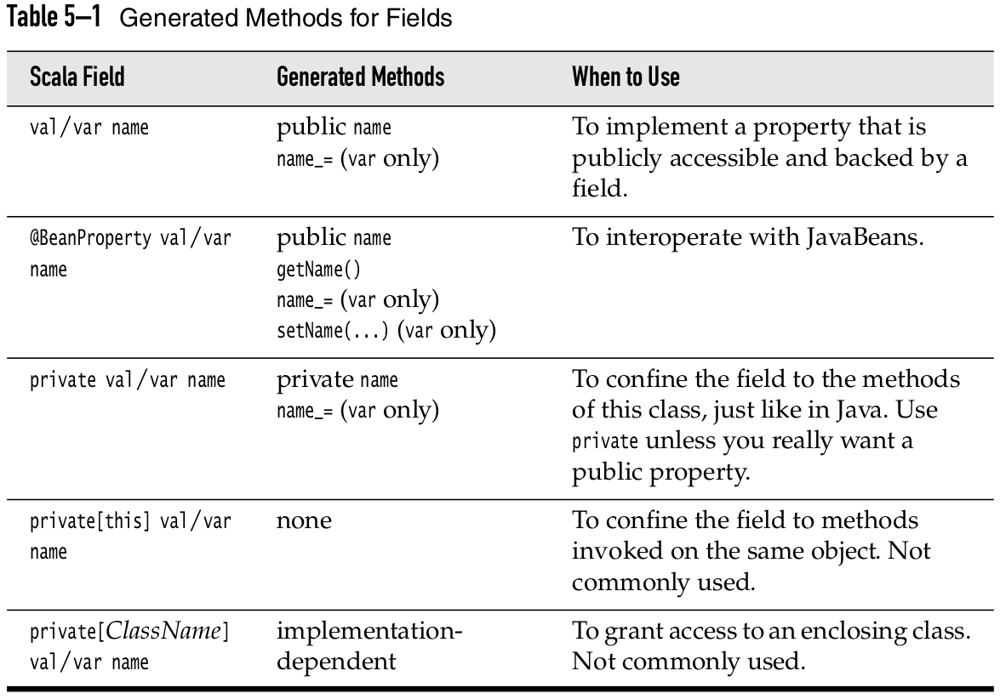 Table 5–1 Generated Methods for Fields
Scala Field Generated Methods When to Use
val/var name public name To implement a property that is
name_= (var only) publicly accessible and backed by a
field.
@BeanProperty val/var public name To interoperate with JavaBeans.
name getName()
name_= (var only)
setName(...) (var only)
private val/var name private name To confine the field to the methods
name_= (var only) of this class, just like in Java. Use
private unless you really want a
public property.
private[this] val/var none To confine the field to methods
name invoked on the same object. Not
commonly used.
private[ClassName] implementation- To grant access to an enclosing class.
val/var name dependent Not commonly used.